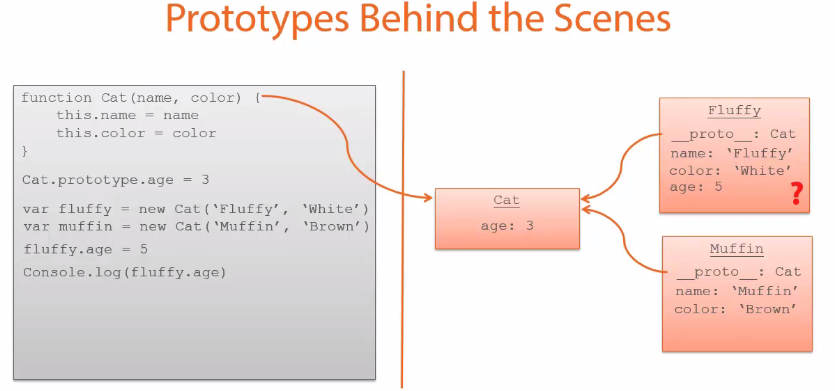 Prototypes Behind the Scenes
function Cat(name, color) {
this.name = name
this.color = color
}
Cat.prototype.age = 3
var fluffy = new Cat(‘Fluffy’, ‘White’)
var muffin = new Cat(‘Muffin’, ‘Brown’)
fluffy.age = 5
Console.log(fluffy.age)
Cat
age: 3
Fluffy
__proto__: Cat
name: ‘Fluffy’
color: ‘White’
age: 5
?
Muffin
__proto__: Cat
name: ‘Muffin’
color: ‘Brown’